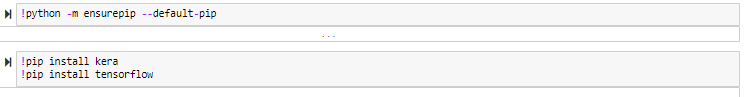 !python -m ensurepip --default-pip
...
!pip install kera
!pip install tensorflow